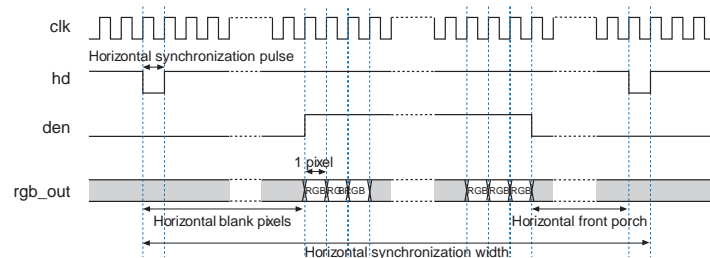 clk
Horizontal synchronization pulse
hd
den
1 pixel
rgb_out
RGB RGB RGB RGB RGB RGB
Horizontal blank pixels
Horizontal front porch
Horizontal synchronization width